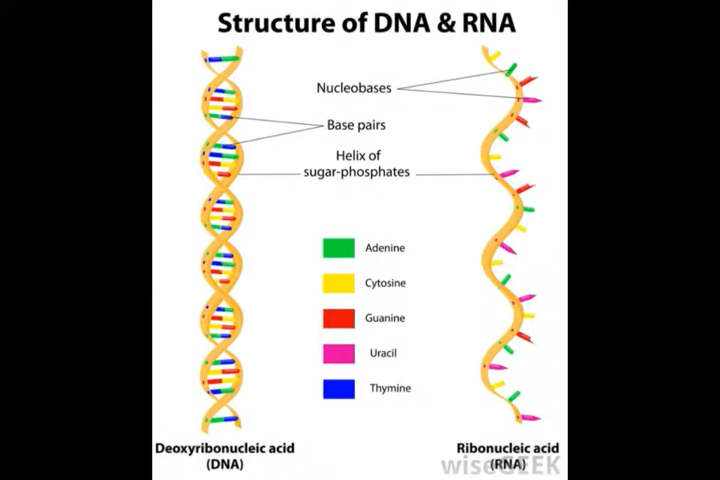 Structure of DNA & RNA
Nucleobases
Base pairs
Helix of
sugar-phosphates
Adenine
Cytosine
Guanine
Uracil
Thymine
Deoxyribonucleic acid
(DNA)
Ribonucleic acid
(RNA)
wiseGEEK